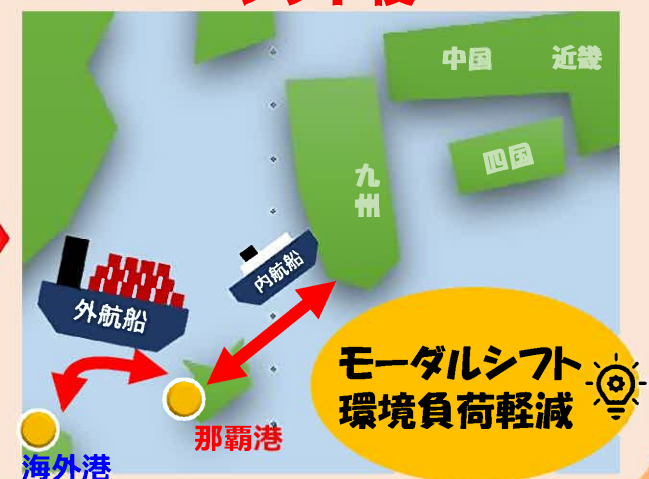 中国 近畿
四国
九州
内航船
外航船
モーダルシフト
環境負荷軽減
那覇港
海外港